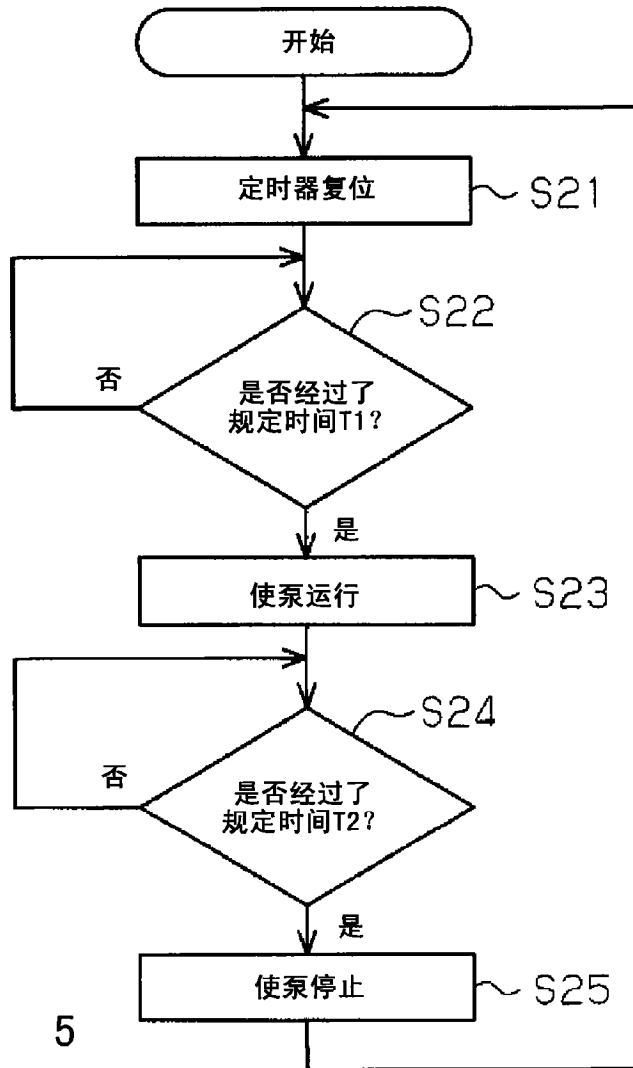 开始
定时器复位
S21
S22
否
是否经过了
规定时间T1?
是
使泵运行
S23
S24
否
是否经过了
规定时间T2?
是
使泵停止
S25
5